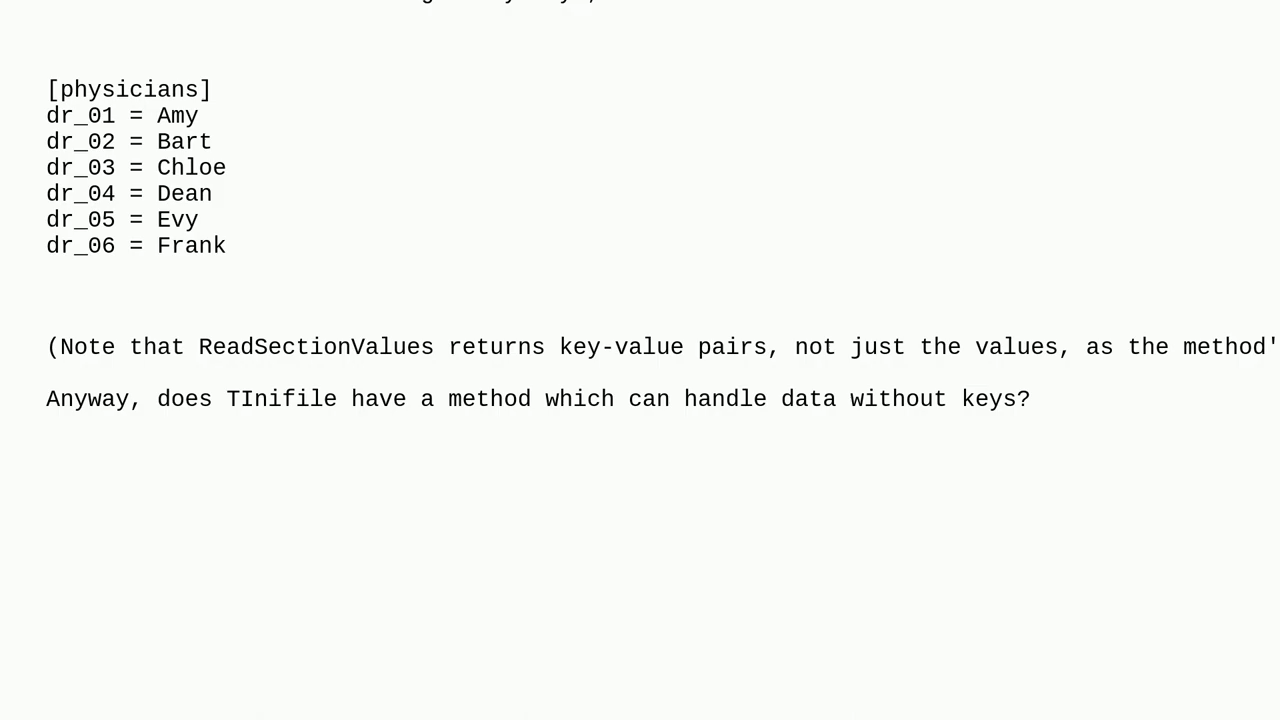 [physicians]
dr_01 = Amy
dr_02 = Bart
dr_03 = Chloe
dr_04 = Dean
dr_05 = Evy
dr_06 = Frank
(Note that ReadSectionValues returns key-value pairs, not just the values, as the method'
Anyway, does TInifile have a method which can handle data without keys?